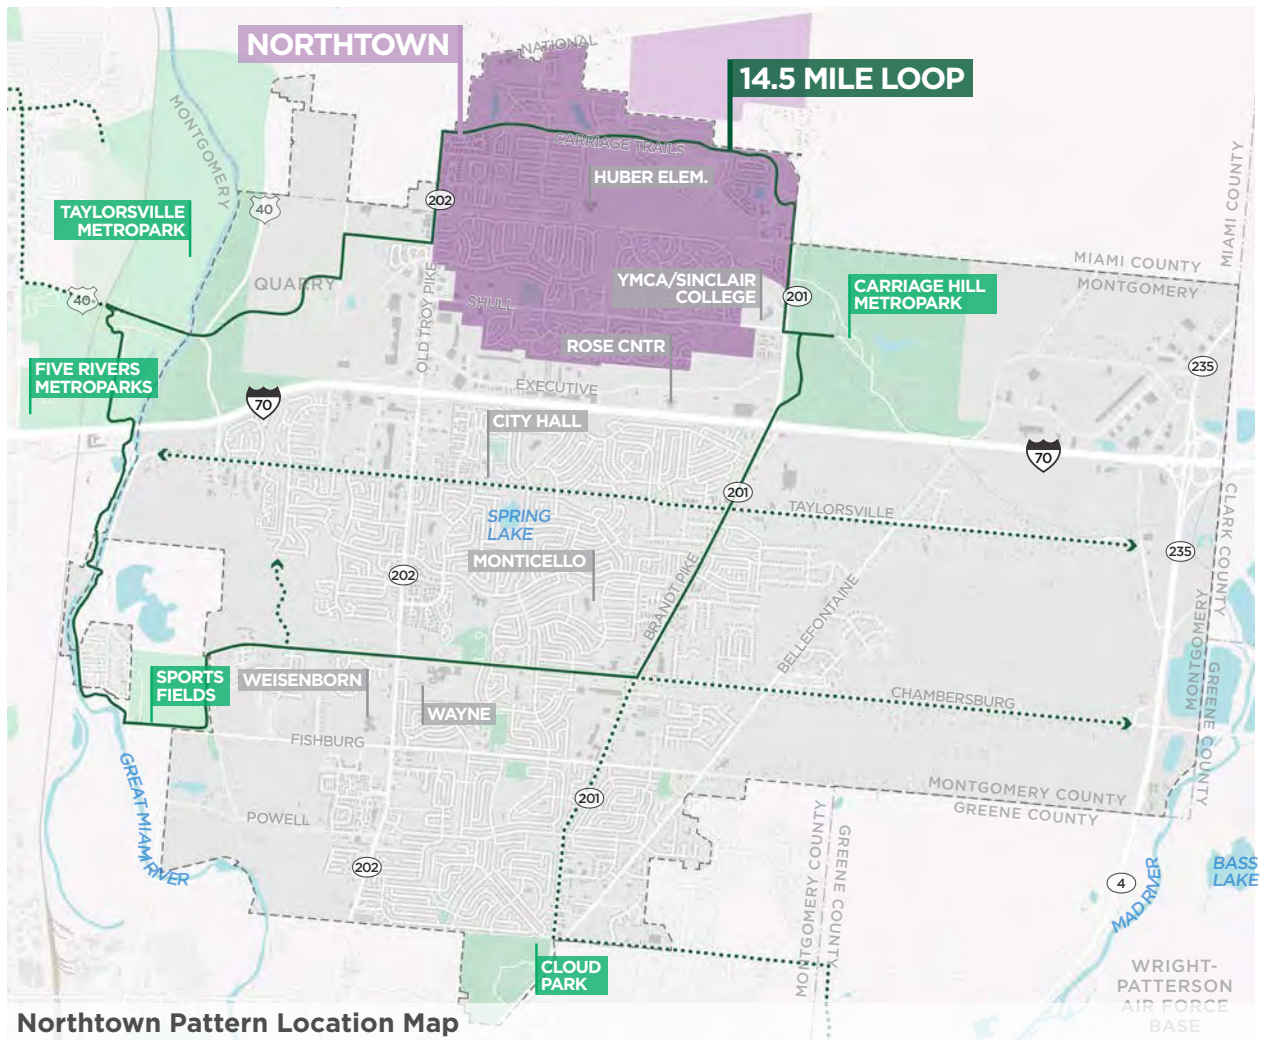 NORTHTOWN
NATIONAL
14.5 MILE LOOP
MONTGOMERY
CARRIAGE TRAILS
HUBER ELEM.
202
MIAMI COUNTY
TAYLORSVILLE
METROPARK
40
QUARRY
MIAMI COUNTY
MONTGOMERY
YMCA/SINCLAIR
COLLEGE
201
CARRIAGE HILL
METROPARK
40
SHULL
OLD TROY PIKE
ROSE CNTR
FIVE RIVERS
METROPARKS
235
EXECUTIVE
70
CITY HALL
70
201
TAYLORSVILLE
SPRING
LAKE
CLARK COUNTY
235
MONTICELLO
202
BRANDT PIKE
BELLEFONTAINE
MONTGOMERY
GREENE COUNTY
SPORTS
FIELDS
WEISENBORN
WAYNE
CHAMBERSBURG
FISHBURG
GREAT MIAMI RIVER
201
MONTGOMERY COUNTY
GREENE COUNTY
POWELL
202
MONTGOMERY COUNTY
GREENE COUNTY
4
MAD RIVER
BASS
LAKE
CLOUD
PARK
WRIGHT-
PATTERSON
AIR FORCE
BASE
Northtown Pattern Location Map